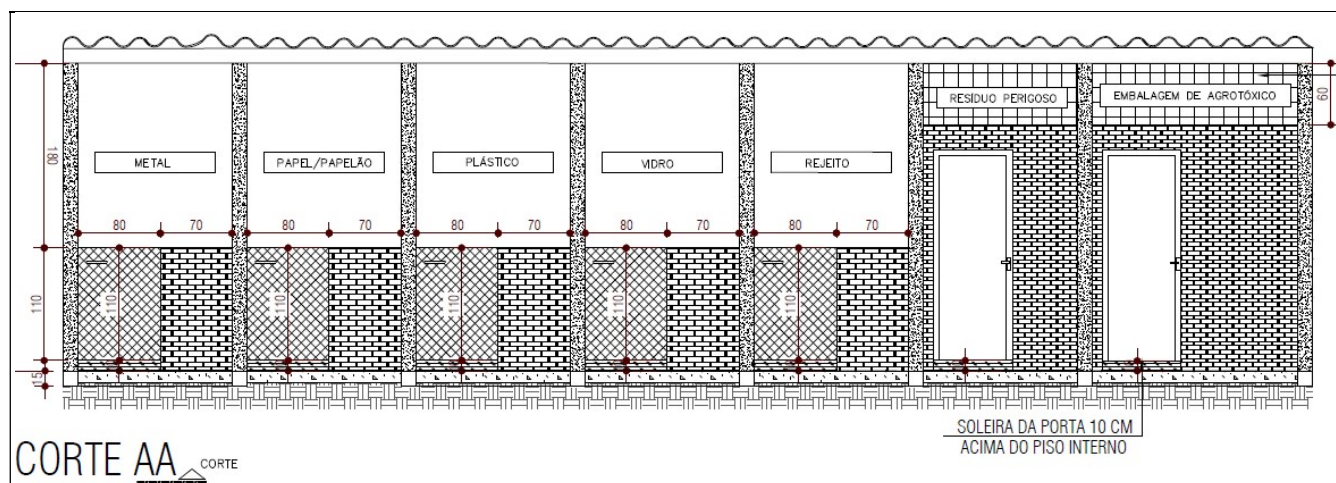 RESÍDUO PERIGOSO
EMBALAGEM DE AGROTÓXICO
60
180
METAL
PAPEL/PAPELÃO
PLÁSTICO
VIDRO
REJEITO
80
70
80
70
80
70
80
70
80
70
110
110
110
110
110
110
15
SOLEIRA DA PORTA 10 CM
ACIMA DO PISO INTERNO
CORTE AA
CORTE